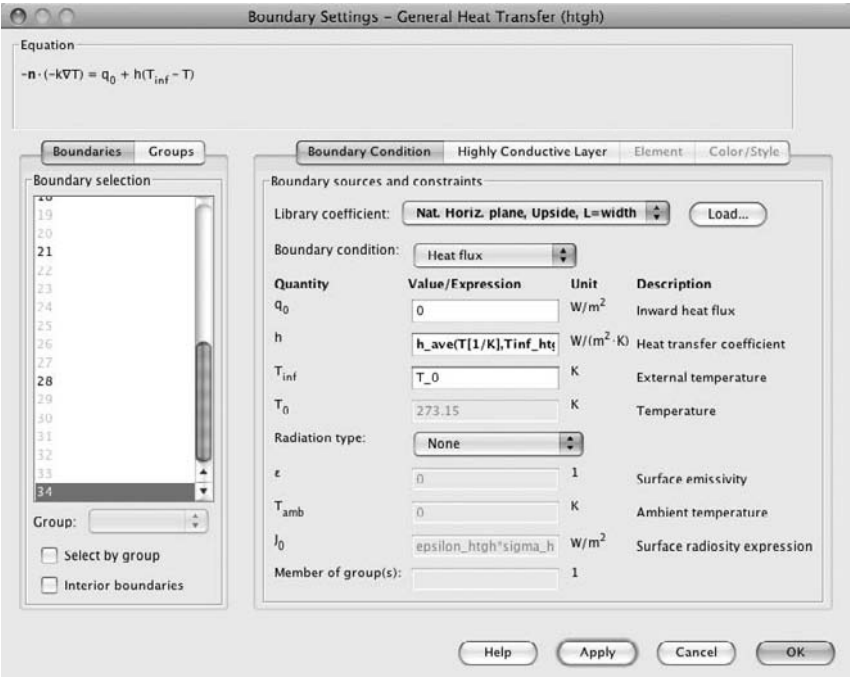 Boundary Settings – General Heat Transfer (htgh)
Equation
-n·(-k∇T) = q0 + h(Tinf - T)
Boundaries Groups
Boundary selection
19
20
21
22
23
24
25
26
27
28
29
30
31
32
33
34
Group:
Select by group
Interior boundaries
Boundary Condition Highly Conductive Layer Element Color/Style
Boundary sources and constraints
Library coefficient: Nat. Horiz. plane, Upside, L=width Load...
Boundary condition: Heat flux
Quantity Value/Expression Unit Description
q0 0 W/m2 Inward heat flux
h h_ave(T[1/K],Tinf_htg W/(m2·K) Heat transfer coefficient
Tinf T_0 K External temperature
T0 273.15 K Temperature
Radiation type: None
ε 0 1 Surface emissivity
Tamb 0 K Ambient temperature
J0 epsilon_htgh*sigma_h W/m2 Surface radiosity expression
Member of group(s): 1
Help Apply Cancel OK